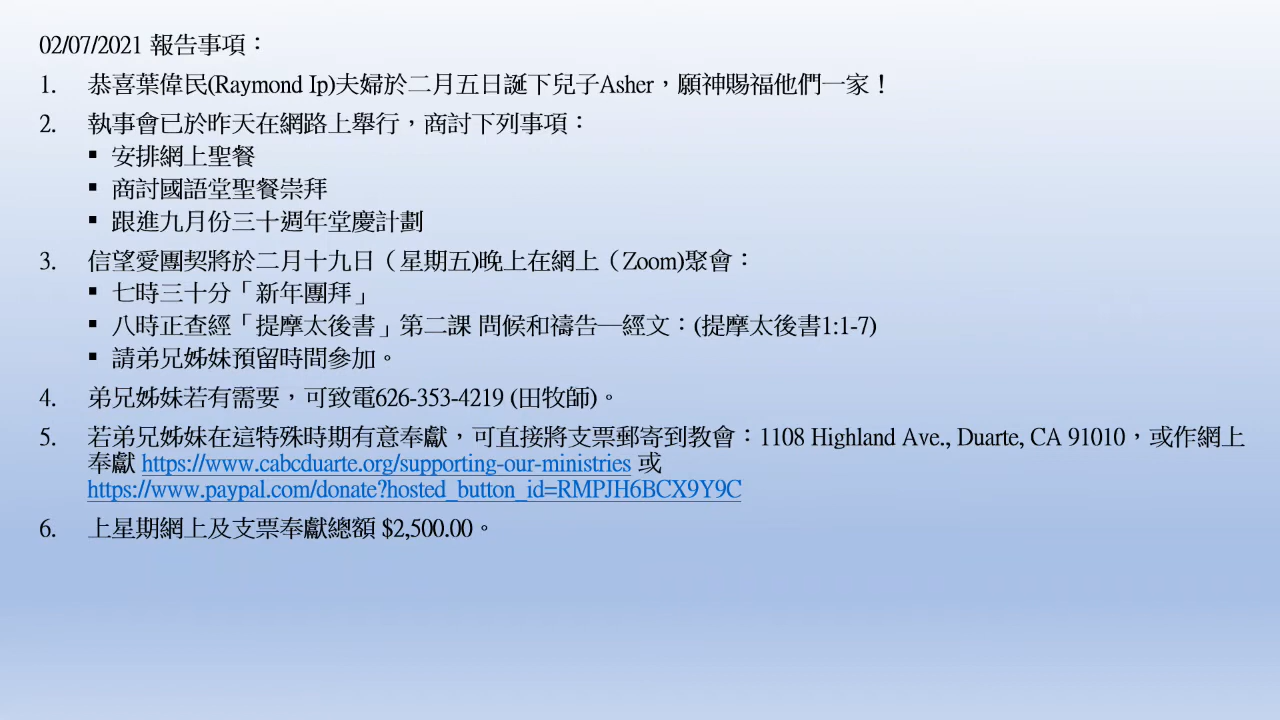 02/07/2021 報告事項：
1. 恭喜葉偉民(Raymond Ip)夫婦於二月五日誕下兒子Asher，願神賜福他們一家！
2. 執事會已於昨天在網路上舉行，商討下列事項：
▪ 安排網上聖餐
▪ 商討國語堂聖餐崇拜
▪ 跟進九月份三十週年堂慶計劃
3. 信望愛團契將於二月十九日（星期五)晚上在網上（Zoom)聚會：
▪ 七時三十分「新年團拜」
▪ 八時正查經「提摩太後書」第二課 問候和禱告─經文：(提摩太後書1:1-7)
▪ 請弟兄姊妹預留時間參加。
4. 弟兄姊妹若有需要，可致電626-353-4219 (田牧師)。
5. 若弟兄姊妹在這特殊時期有意奉獻，可直接將支票郵寄到教會：1108 Highland Ave., Duarte, CA 91010，或作網上
奉獻 https://www.cabcduarte.org/supporting-our-ministries 或
https://www.paypal.com/donate?hosted_button_id=RMPJH6BCX9Y9C
6. 上星期網上及支票奉獻總額 $2,500.00。